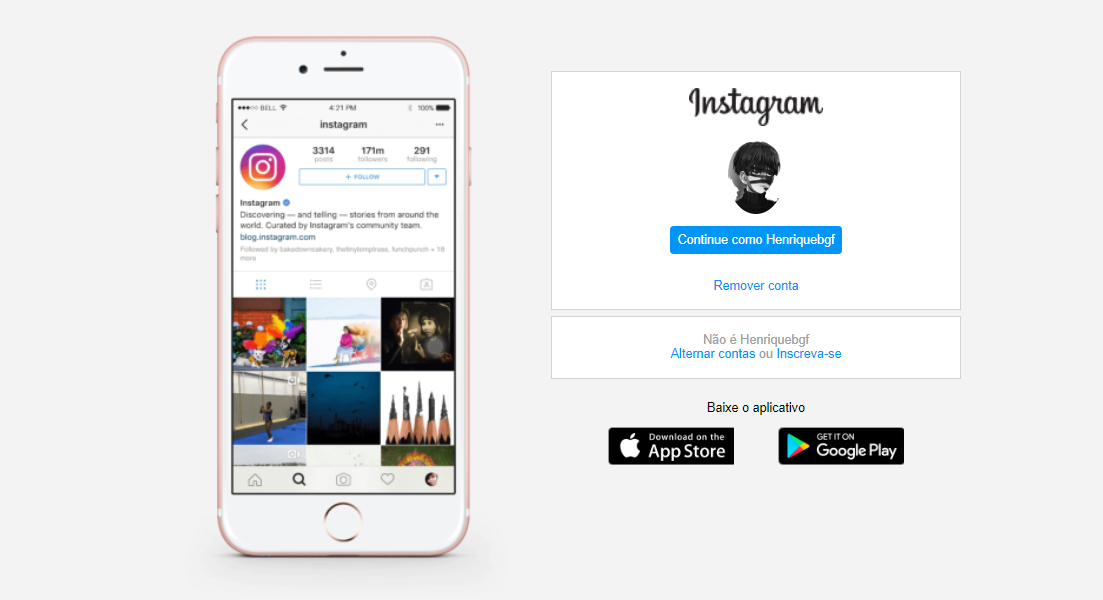 BELL 4:21 PM 100%
instagram
3314 171m 291
posts followers following
+ FOLLOW
Instagram
Discovering — and telling — stories from around the
world. Curated by Instagram's community team.
blog.instagram.com
Followed by bakedownsakery, thetinytemptress, funchpunch + 18
more
Instagram
Continue como Henriquebgf
Remover conta
Não é Henriquebgf
Alternar contas ou Inscreva-se
Baixe o aplicativo
Download on the
App Store
GET IT ON
Google Play